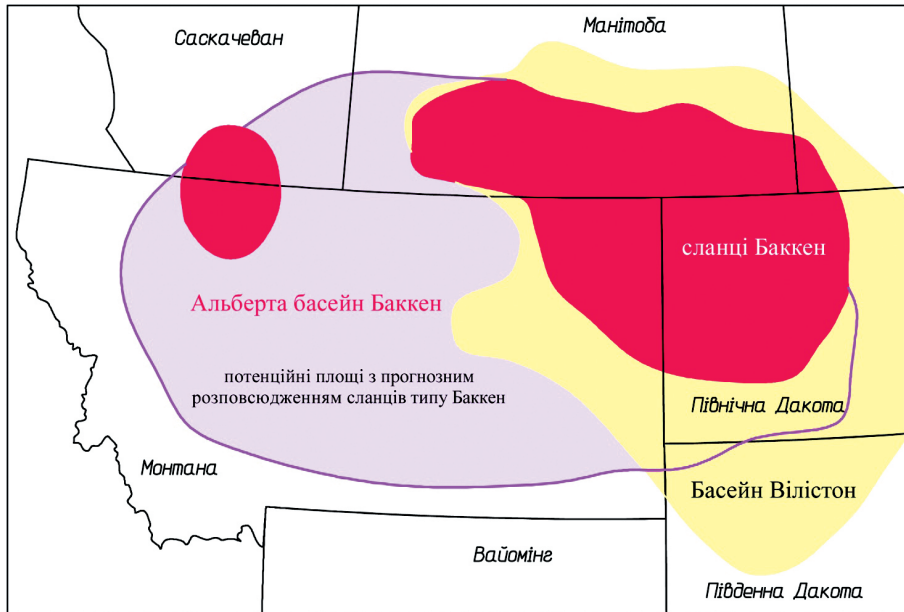 Саскачеван
Манітоба
сланці Баккен
Альберта басейн Баккен
потенційні площі з прогнозним
розповсюдженням сланців типу Баккен
Північна Дакота
Монтана
Басейн Вілістон
Вайомінг
Південна Дакота